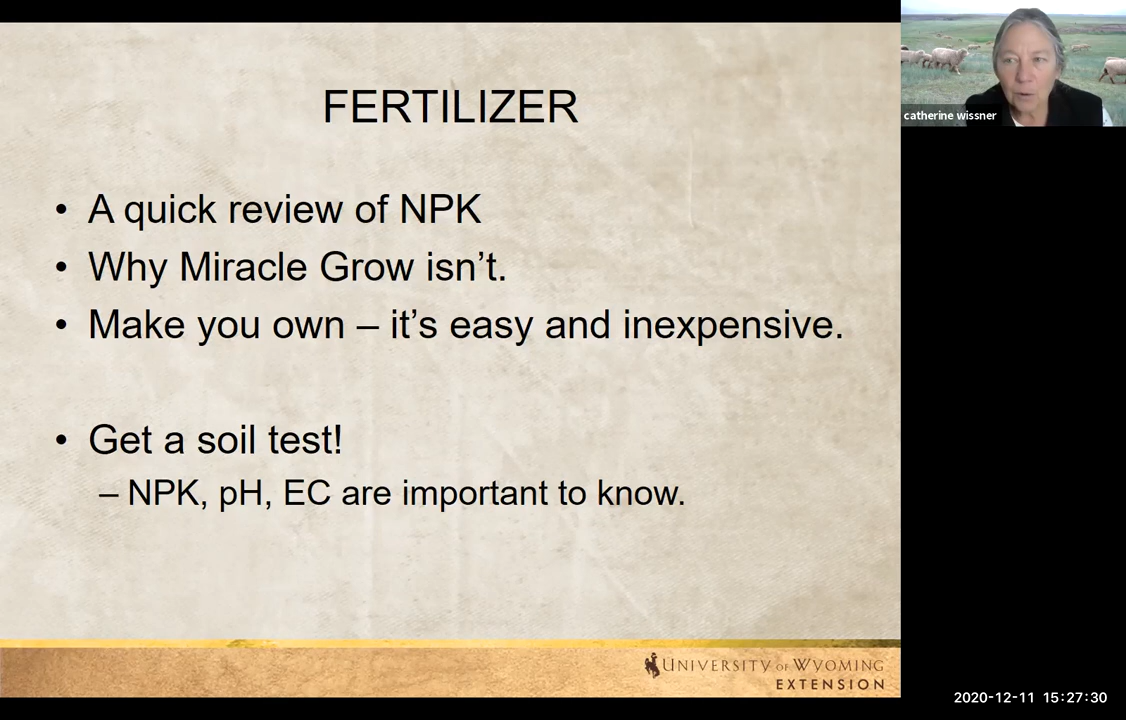 FERTILIZER
• A quick review of NPK
• Why Miracle Grow isn't.
• Make you own – it's easy and inexpensive.
• Get a soil test!
– NPK, pH, EC are important to know.
UNIVERSITY OF WYOMING
EXTENSION
catherine wissner
2020-12-11 15:27:30